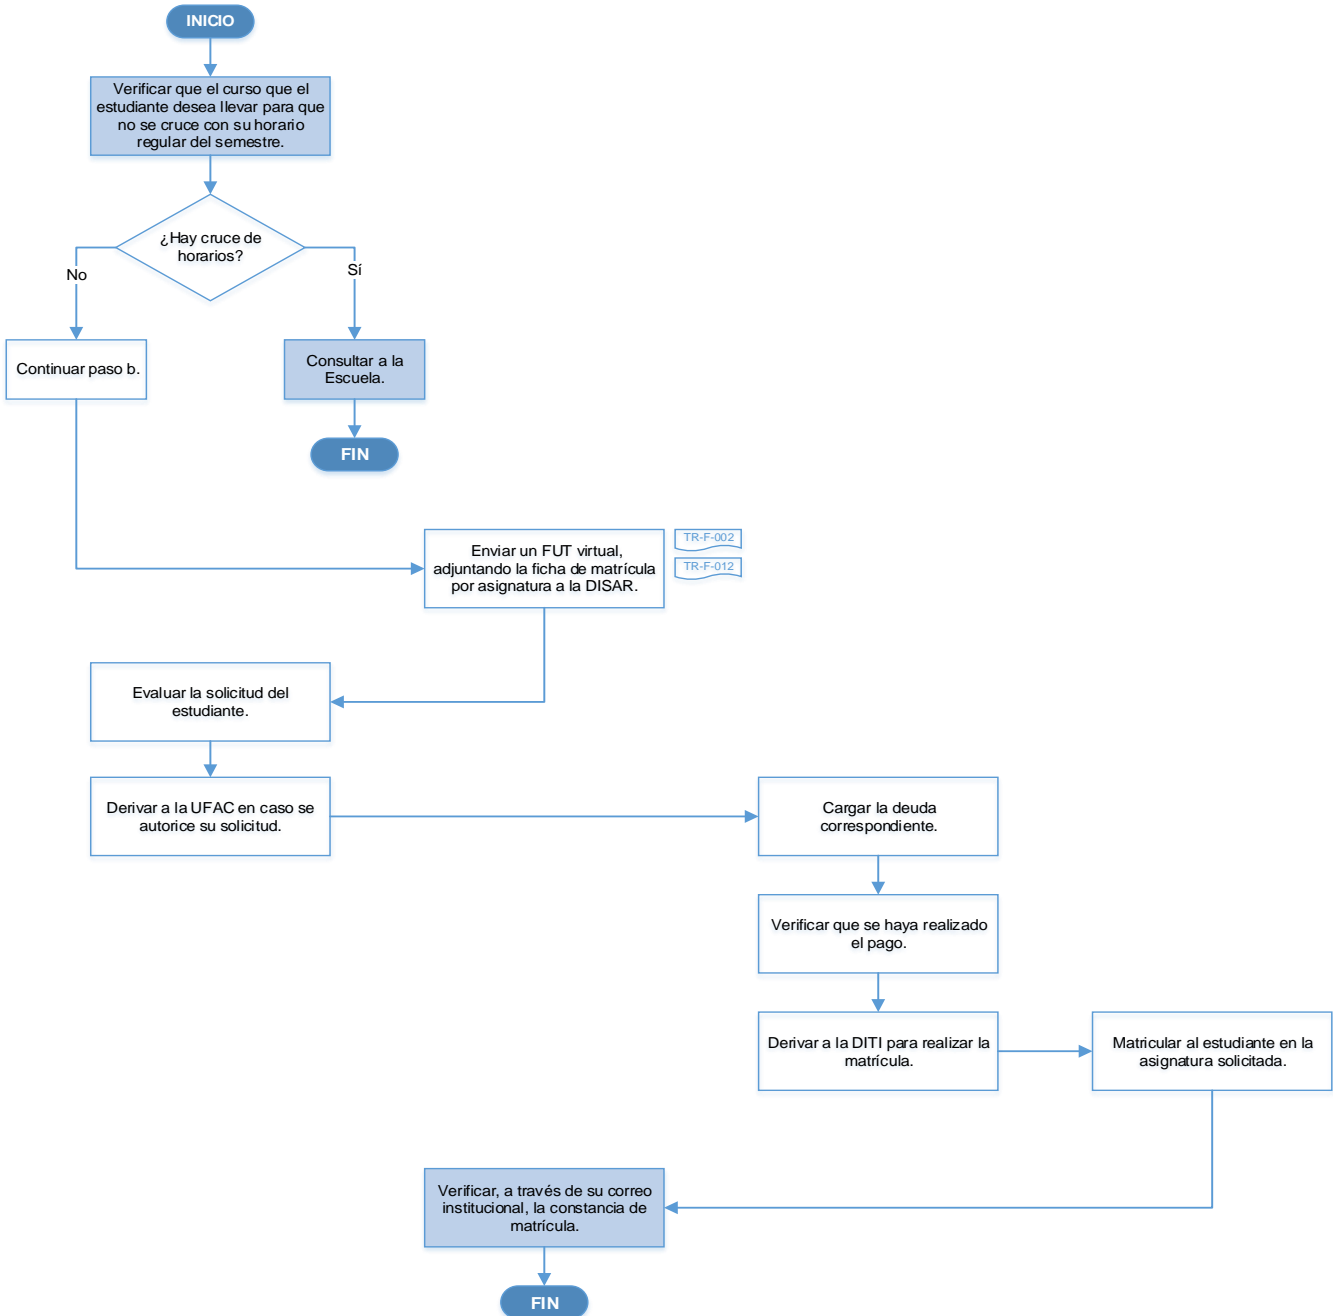 INICIO
Verificar que el curso que el
estudiante desea llevar para que
no se cruce con su horario
regular del semestre.
¿Hay cruce de
horarios?
No
Sí
Continuar paso b.
Consultar a la
Escuela.
FIN
Enviar un FUT virtual,
adjuntando la ficha de matrícula
por asignatura a la DISAR.
TR-F-002
TR-F-012
Evaluar la solicitud del
estudiante.
Derivar a la UFAC en caso se
autorice su solicitud.
Cargar la deuda
correspondiente.
Verificar que se haya realizado
el pago.
Derivar a la DITI para realizar la
matrícula.
Matricular al estudiante en la
asignatura solicitada.
Verificar, a través de su correo
institucional, la constancia de
matrícula.
FIN